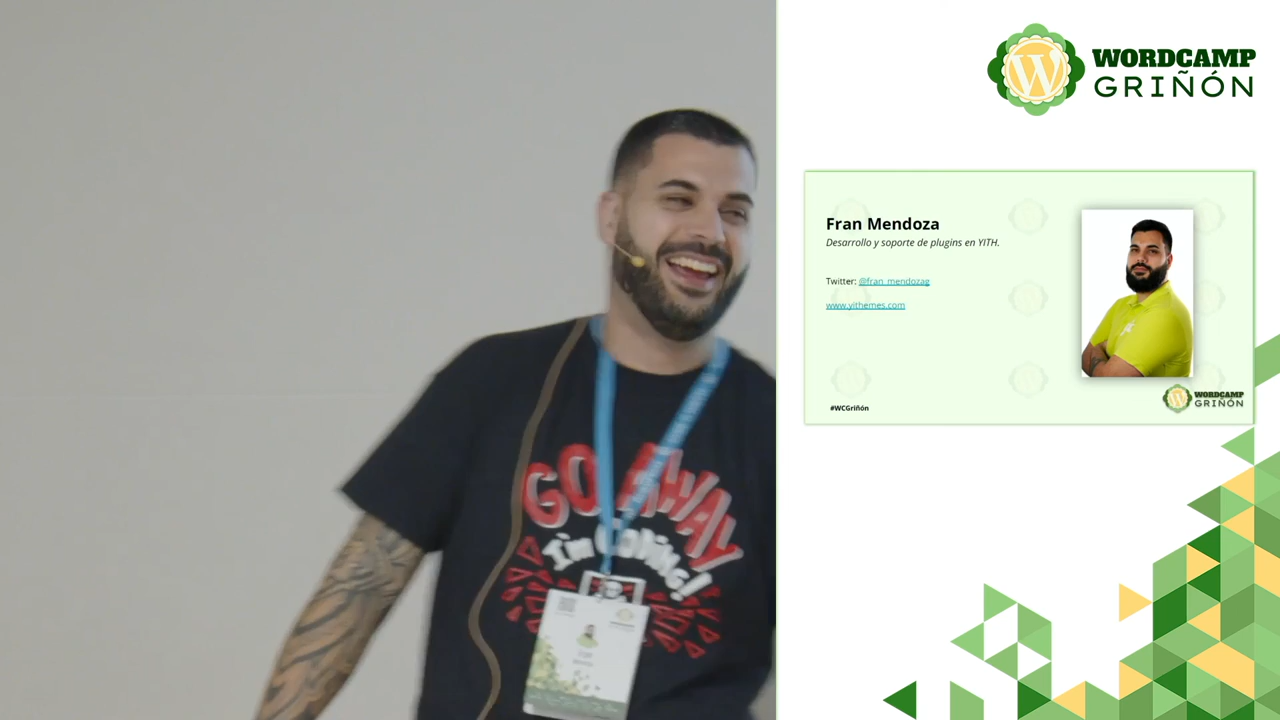 GO AWAY
I'm CODING!
WORDCAMP
GRIÑÓN
Fran Mendoza
Desarrollo y soporte de plugins en YITH.
Twitter: @fran_mendozag
www.yithemes.com
#WCGriñón
WORDCAMP
GRIÑÓN